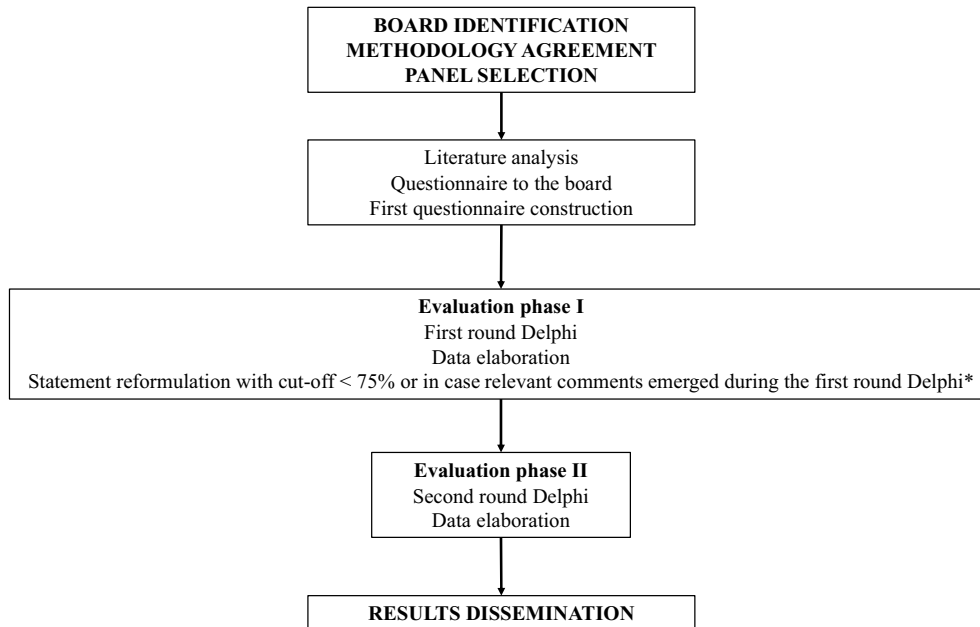 BOARD IDENTIFICATION
METHODOLOGY AGREEMENT
PANEL SELECTION
Literature analysis
Questionnaire to the board
First questionnaire construction
Evaluation phase I
First round Delphi
Data elaboration
Statement reformulation with cut-off < 75% or in case relevant comments emerged during the first round Delphi*
Evaluation phase II
Second round Delphi
Data elaboration
RESULTS DISSEMINATION